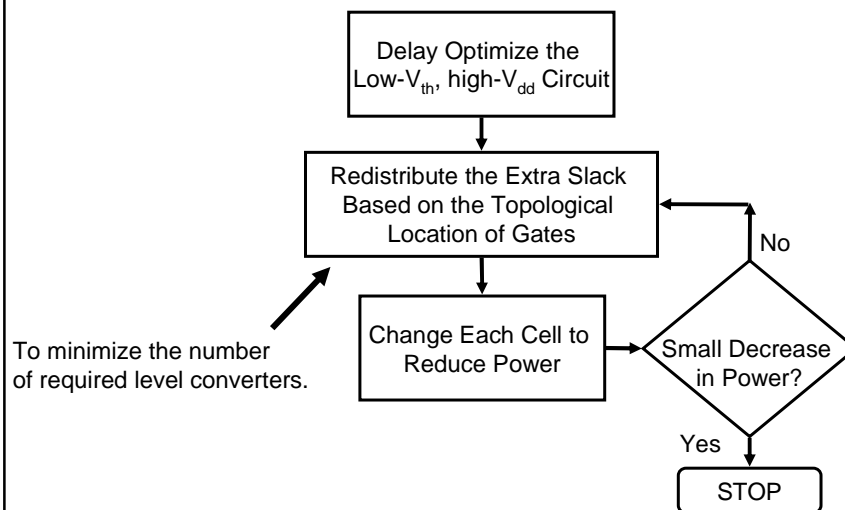 Delay Optimize the
Low-Vth, high-Vdd Circuit
Redistribute the Extra Slack
Based on the Topological
Location of Gates
No
To minimize the number
of required level converters.
Change Each Cell to
Reduce Power
Small Decrease
in Power?
Yes
STOP